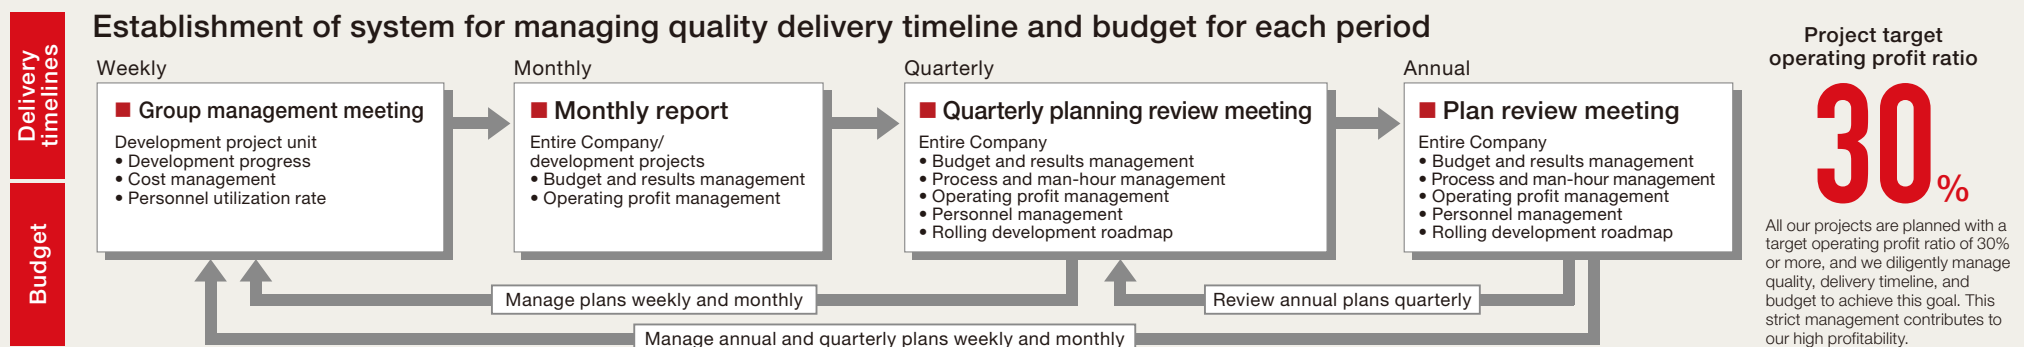 Delivery
timelines
Budget
Establishment of system for managing quality delivery timeline and budget for each period
Weekly
■ Group management meeting
Development project unit
• Development progress
• Cost management
• Personnel utilization rate
Monthly
■ Monthly report
Entire Company/
development projects
• Budget and results management
• Operating profit management
Quarterly
■ Quarterly planning review meeting
Entire Company
• Budget and results management
• Process and man-hour management
• Operating profit management
• Personnel management
• Rolling development roadmap
Annual
■ Plan review meeting
Entire Company
• Budget and results management
• Process and man-hour management
• Operating profit management
• Personnel management
• Rolling development roadmap
Manage plans weekly and monthly
Review annual plans quarterly
Manage annual and quarterly plans weekly and monthly
Project target
operating profit ratio
30%
All our projects are planned with a
target operating profit ratio of 30%
or more, and we diligently manage
quality, delivery timeline, and
budget to achieve this goal. This
strict management contributes to
our high profitability.